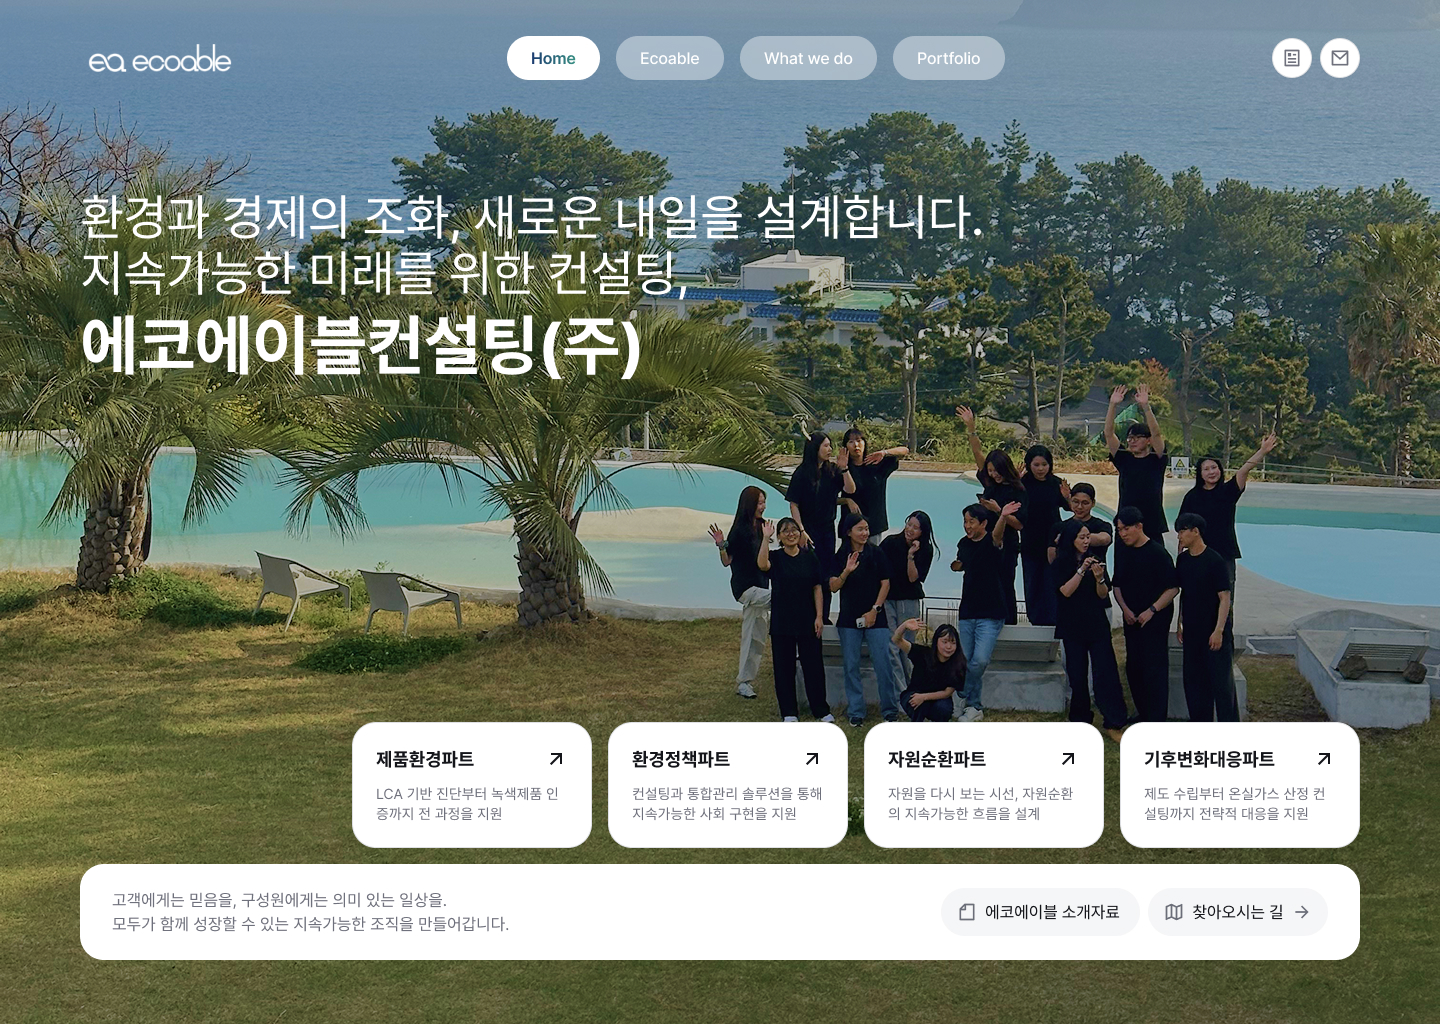 ea ecoable
Home
Ecoable
What we do
Portfolio
환경과 경제의 조화, 새로운 내일을 설계합니다.
지속가능한 미래를 위한 컨설팅,
에코에이블컨설팅(주)
제품환경파트
LCA 기반 진단부터 녹색제품 인
증까지 전 과정을 지원
환경정책파트
컨설팅과 통합관리 솔루션을 통해
지속가능한 사회 구현을 지원
자원순환파트
자원을 다시 보는 시선, 자원순환
의 지속가능한 흐름을 설계
기후변화대응파트
제도 수립부터 온실가스 산정 컨
설팅까지 전략적 대응을 지원
고객에게는 믿음을, 구성원에게는 의미 있는 일상을.
모두가 함께 성장할 수 있는 지속가능한 조직을 만들어갑니다.
에코에이블 소개자료
찾아오시는 길